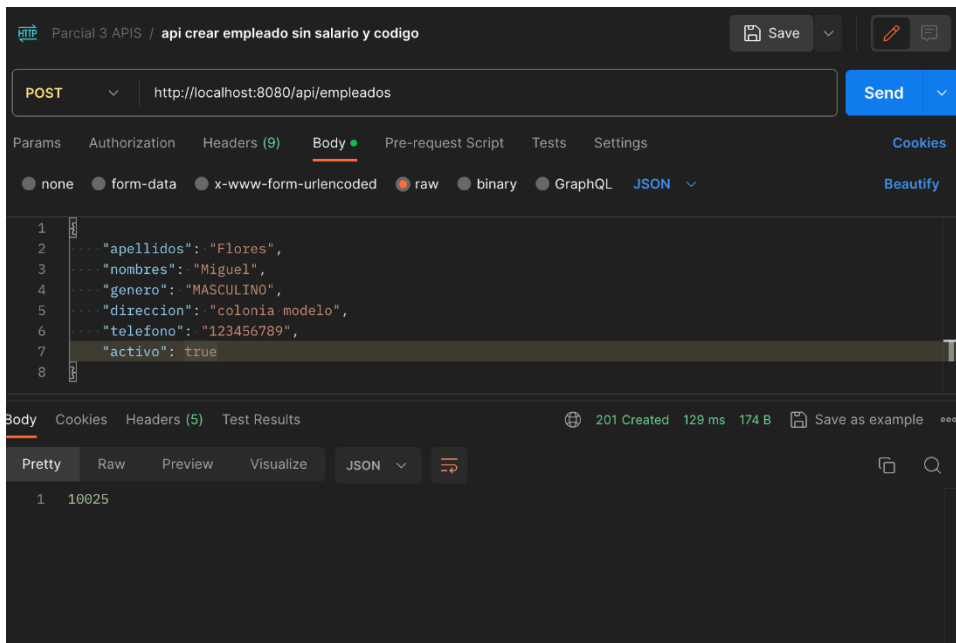 HTTP Parcial 3 APIS / api crear empleado sin salario y codigo Save
POST http://localhost:8080/api/empleados Send
Params Authorization Headers (9) Body Pre-request Script Tests Settings Cookies
none form-data x-www-form-urlencoded raw binary GraphQL JSON Beautify
1 {
2 "apellidos": "Flores",
3 "nombres": "Miguel",
4 "genero": "MASCULINO",
5 "direccion": "colonia modelo",
6 "telefono": "123456789",
7 "activo": true
8 }
Body Cookies Headers (5) Test Results 201 Created 129 ms 174 B Save as example
Pretty Raw Preview Visualize JSON
1 10025